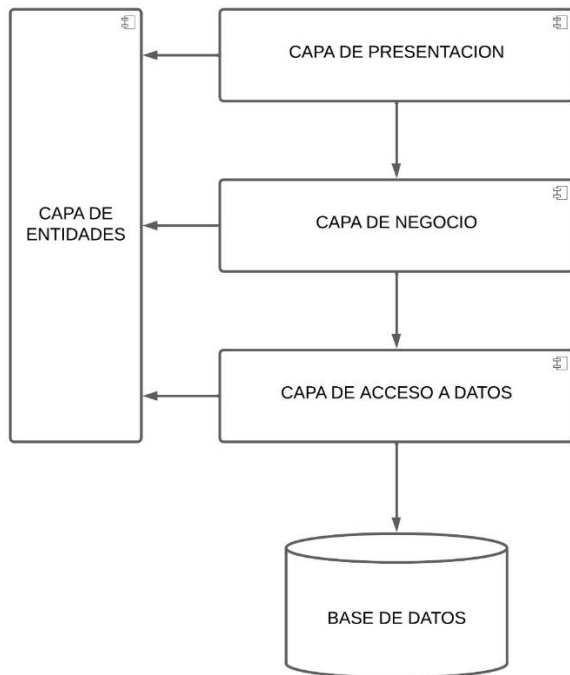 CAPA DE PRESENTACION
CAPA DE
ENTIDADES
CAPA DE NEGOCIO
CAPA DE ACCESO A DATOS
BASE DE DATOS